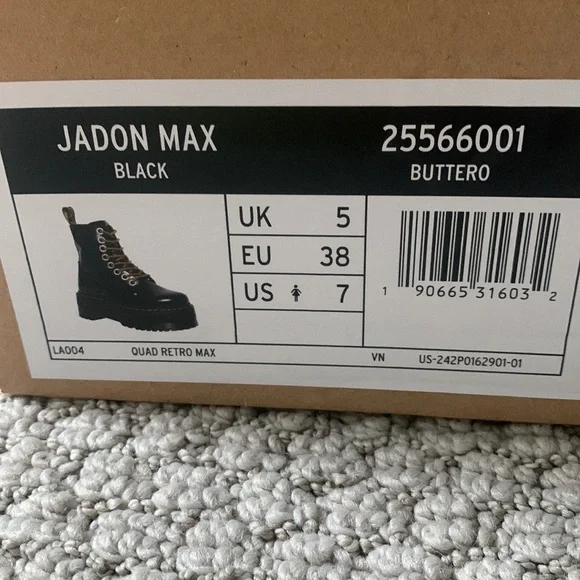 JADON MAX 25566001
BLACK BUTTERO
UK 5
EU 38
US 7
1 90665 31603 2
LA004 QUAD RETRO MAX VN US-242P0162901-01